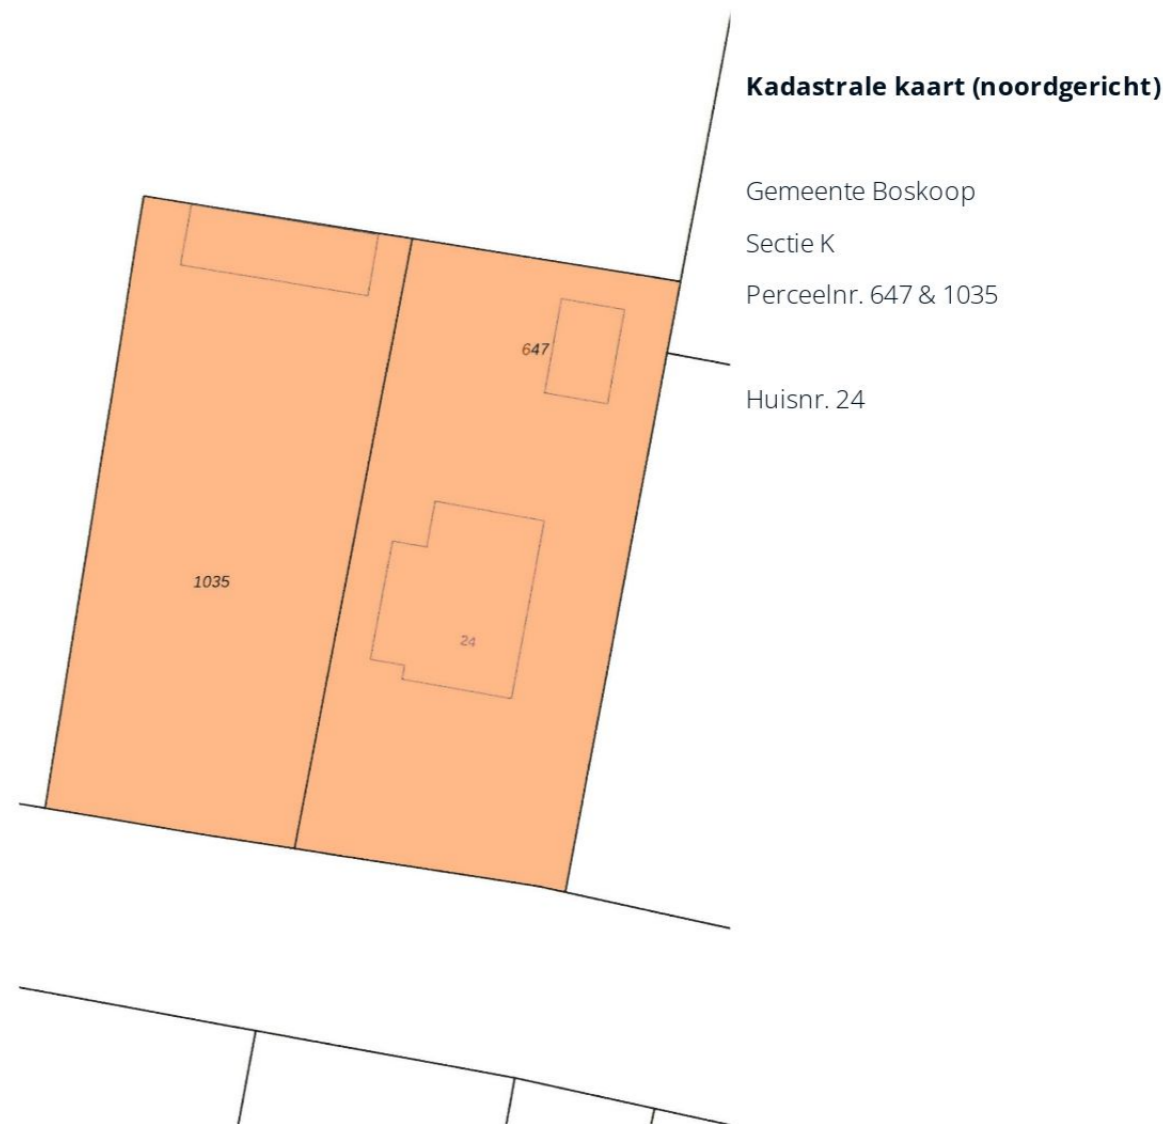 Kadastrale kaart (noordgericht)
Gemeente Boskoop
Sectie K
Perceelnr. 647 & 1035
Huisnr. 24
647
1035
24